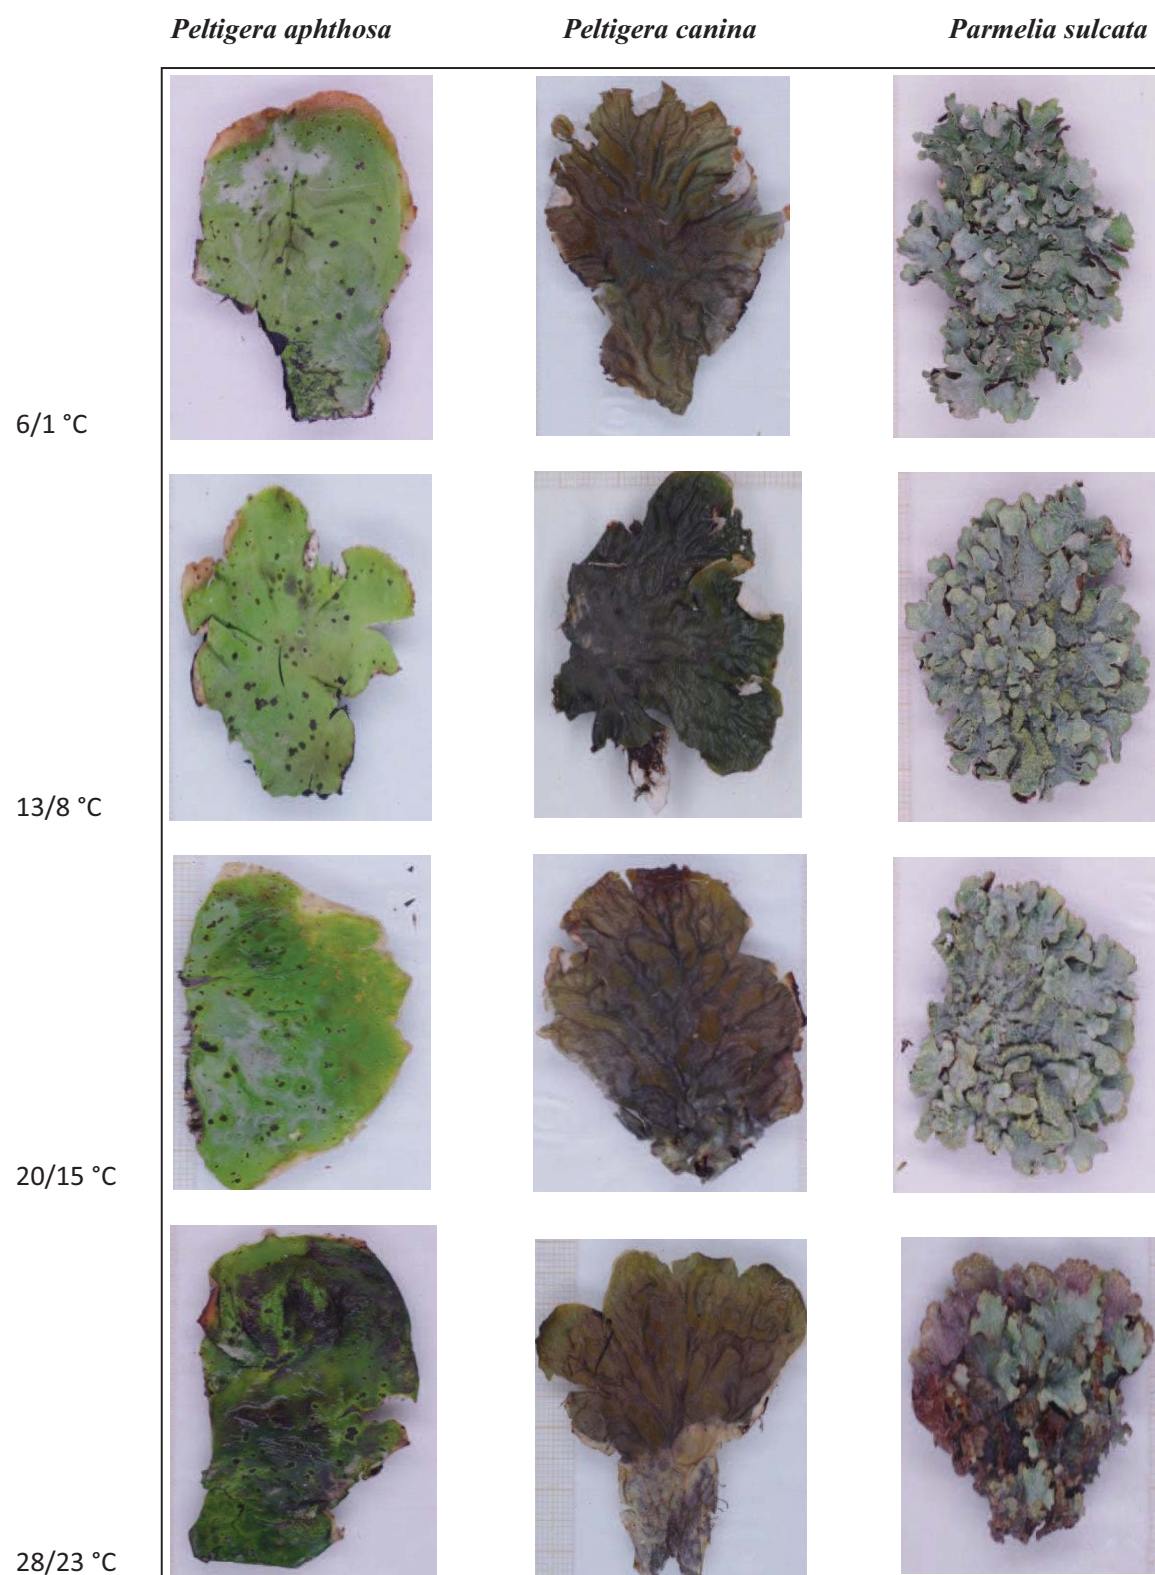 Peltigera aphthosa Peltigera canina Parmelia sulcata
6/1 °C
13/8 °C
20/15 °C
28/23 °C